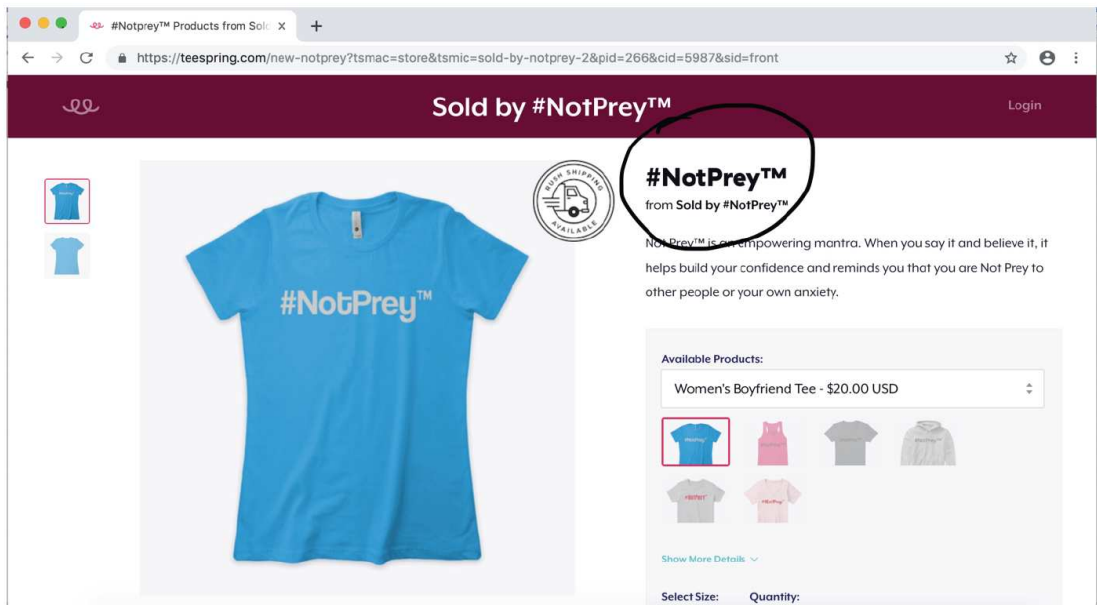 #Notprey™ Products from Sol
https://teespring.com/new-notprey?tsmac=store&tsmic=sold-by-notprey-2&pid=266&cid=5987&sid=front
Sold by #NotPrey™
Login
RUSH SHIPPING
AVAILABLE
#NotPrey™
from Sold by #NotPrey™
Not Prey™ is an empowering mantra. When you say it and believe it, it
helps build your confidence and reminds you that you are Not Prey to
other people or your own anxiety.
#NotPrey™
Available Products:
Women's Boyfriend Tee - $20.00 USD
Show More Details
Select Size: Quantity: